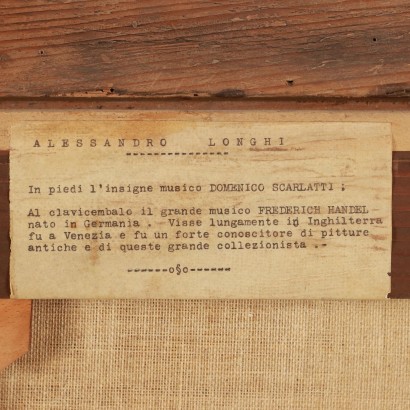 ALESSANDRO LONGHI
----------------
In piedi l'insigne musico DOMENICO SCARLATTI ;
Al clavicembalo il grande musico FREDERICH HANDEL
nato in Germania . Visse lungamente in Inghilterra
fu a Venezia e fu un forte conoscitore di pitture
antiche e di queste grande collezionista .-
------o§o------